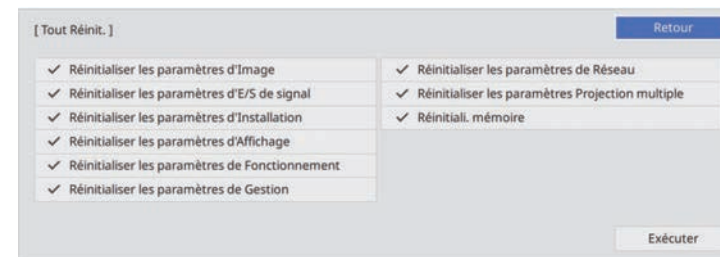 [ Tout Réinit. ]
Retour
✓ Réinitialiser les paramètres d'Image
✓ Réinitialiser les paramètres d'E/S de signal
✓ Réinitialiser les paramètres d'Installation
✓ Réinitialiser les paramètres d'Affichage
✓ Réinitialiser les paramètres de Fonctionnement
✓ Réinitialiser les paramètres de Gestion
✓ Réinitialiser les paramètres de Réseau
✓ Réinitialiser les paramètres Projection multiple
✓ Réinitiali. mémoire
Exécuter